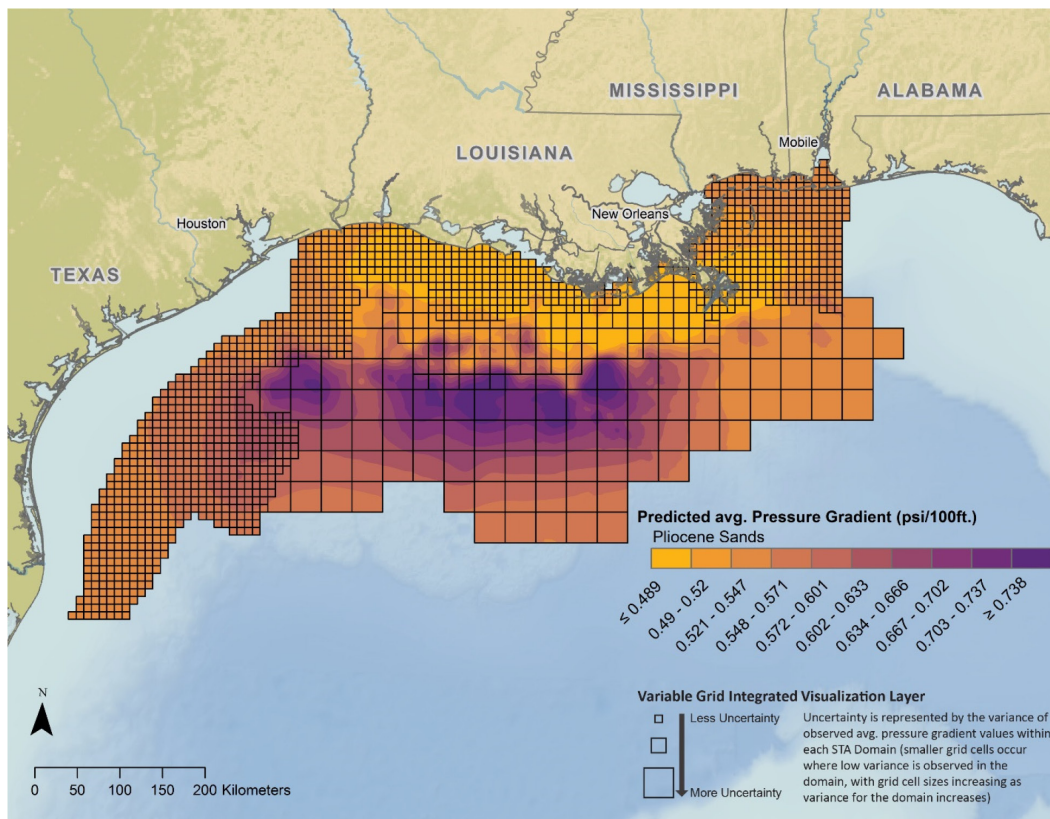 MISSISSIPPI
ALABAMA
Mobile
LOUISIANA
New Orleans
Houston
TEXAS
Predicted avg. Pressure Gradient (psi/100ft.)
Pliocene Sands
≤ 0.489
0.49 - 0.52
0.521 - 0.547
0.548 - 0.571
0.572 - 0.601
0.602 - 0.633
0.634 - 0.666
0.667 - 0.702
0.703 - 0.737
≥ 0.738
Variable Grid Integrated Visualization Layer
Less Uncertainty
More Uncertainty
Uncertainty is represented by the variance of
observed avg. pressure gradient values within
each STA Domain (smaller grid cells occur
where low variance is observed in the
domain, with grid cell sizes increasing as
variance for the domain increases)
N
0 50 100 150 200 Kilometers